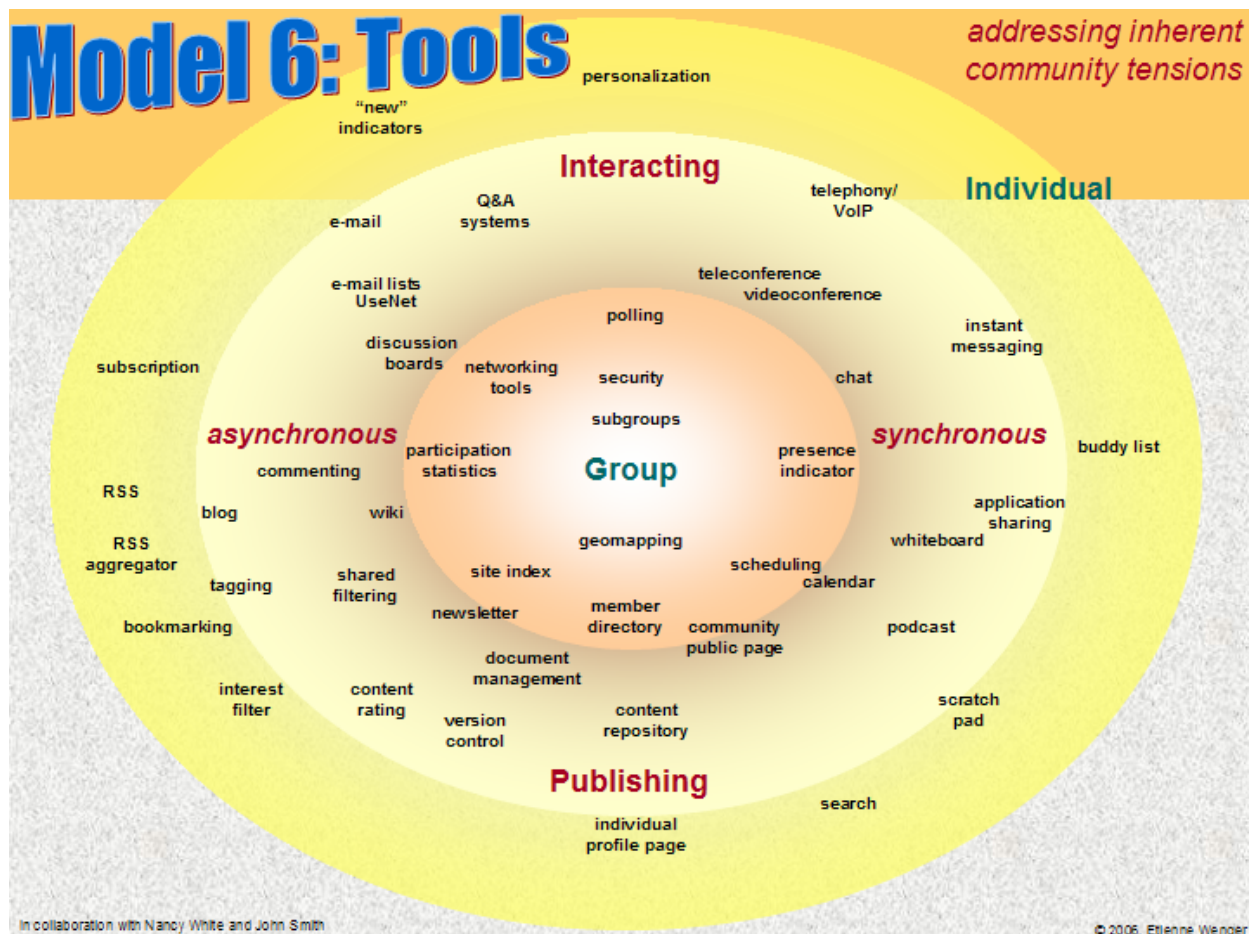 Model 6: Tools
addressing inherent
community tensions
personalization
“new”
indicators
Interacting
telephony/
VoIP
Individual
Q&A
systems
e-mail
teleconference
videoconference
e-mail lists
UseNet
polling
instant
messaging
discussion
boards
networking
tools
security
chat
subscription
subgroups
asynchronous
synchronous
participation
statistics
Group
presence
indicator
buddy list
commenting
RSS
blog
wiki
application
sharing
whiteboard
RSS
aggregator
geomapping
scheduling
calendar
tagging
shared
filtering
site index
newsletter
member
directory
community
public page
podcast
bookmarking
document
management
interest
filter
content
rating
version
control
content
repository
scratch
pad
Publishing
search
individual
profile page
In collaboration with Nancy White and John Smith
© 2006 Etienne Wenger